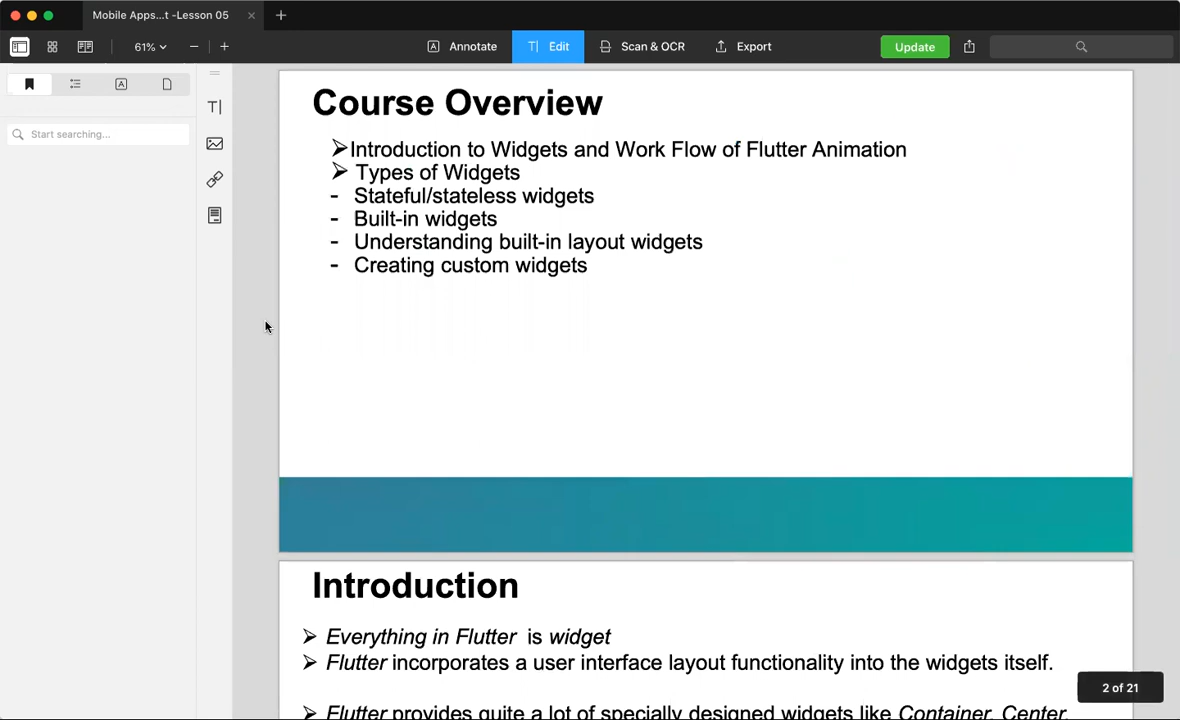 Mobile Apps...t -Lesson 05
61%
Annotate
Edit
Scan & OCR
Export
Update
Start searching...
Course Overview
Introduction to Widgets and Work Flow of Flutter Animation
Types of Widgets
- Stateful/stateless widgets
- Built-in widgets
- Understanding built-in layout widgets
- Creating custom widgets
Introduction
Everything in Flutter is widget
Flutter incorporates a user interface layout functionality into the widgets itself.
Flutter provides quite a lot of specially designed widgets like Container, Center,
2 of 21